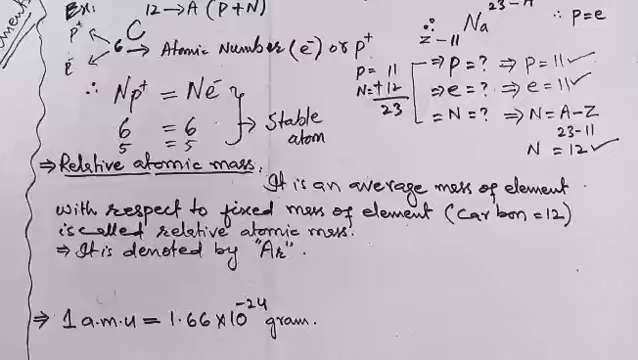 Ex:
12→A (P+N)
6 C → Atomic Number (e⁻) or p⁺
p⁺
e⁻
∴ Np⁺ = Ne⁻
6 = 6
5 = 5
→ Stable
atom
∴ Na 23-A ∴ p=e
Z-11
p= 11 ⇒ p=? ⇒ p=11 ✓
N=+12 ⇒ e=? ⇒ e=11 ✓
23 = N=? ⇒ N=A-Z
23-11
N = 12 ✓
⇒ Relative atomic mass.
It is an average mess of element
with respect to fixed mess of element (Carbon=12)
is called relative atomic mess.
⇒ It is denoted by "Ar".
⇒ 1 a.m.u = 1.66×10⁻²⁴ gram.